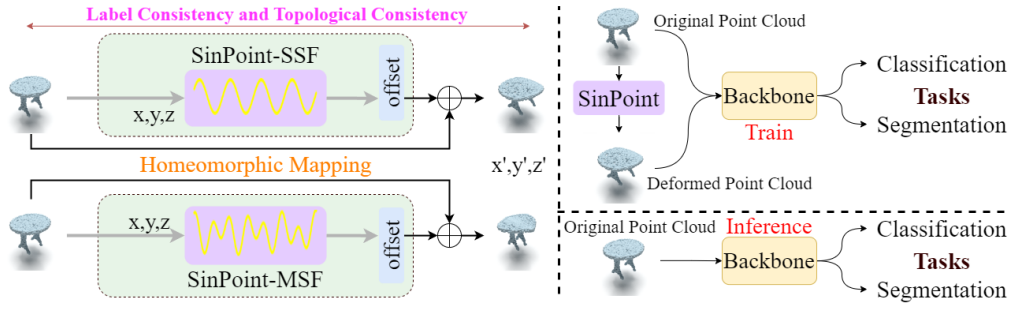 Label Consistency and Topological Consistency
SinPoint-SSF
x,y,z
offset
Homeomorphic Mapping
x',y',z'
x,y,z
offset
SinPoint-MSF
Original Point Cloud
SinPoint
Deformed Point Cloud
Backbone
Train
Classification
Tasks
Segmentation
Original Point Cloud
Inference
Backbone
Classification
Tasks
Segmentation